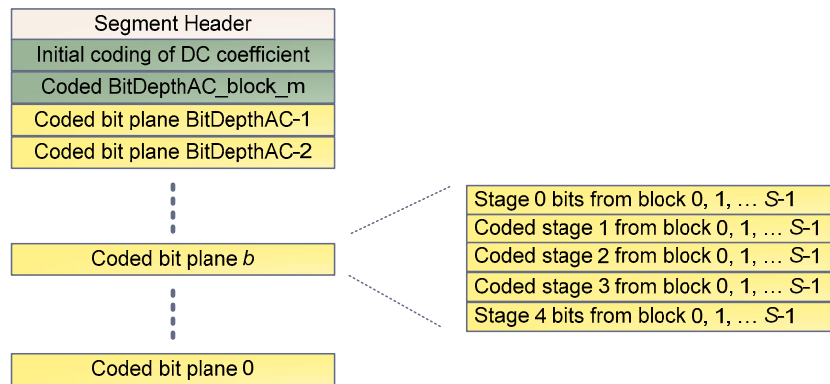 Segment Header
Initial coding of DC coefficient
Coded BitDepthAC_block_m
Coded bit plane BitDepthAC-1
Coded bit plane BitDepthAC-2
Coded bit plane b
Coded bit plane 0
Stage 0 bits from block 0, 1, … S-1
Coded stage 1 from block 0, 1, … S-1
Coded stage 2 from block 0, 1, … S-1
Coded stage 3 from block 0, 1, … S-1
Stage 4 bits from block 0, 1, … S-1